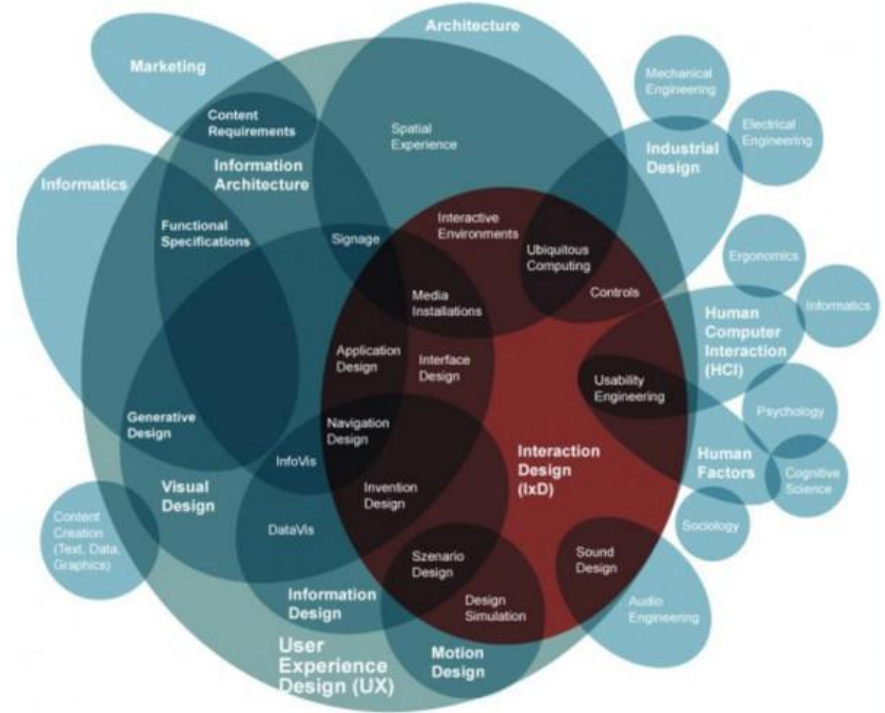 Architecture
Marketing
Mechanical
Engineering
Content
Requirements
Spatial
Experience
Electrical
Engineering
Industrial
Design
Information
Architecture
Informatics
Functional
Specifications
Signage
Interactive
Environments
Ubiquitous
Computing
Ergonomics
Controls
Media
Installations
Informatics
Human
Computer
Interaction
(HCI)
Application
Design
Interface
Design
Usability
Engineering
Psychology
Generative
Design
Navigation
Design
InfoVis
Interaction
Design
(IxD)
Human
Factors
Cognitive
Science
Visual
Design
Invention
Design
Content
Creation
(Text, Data,
Graphics)
DataVis
Sociology
Szenario
Design
Sound
Design
Information
Design
Design
Simulation
Audio
Engineering
User
Experience
Design (UX)
Motion
Design